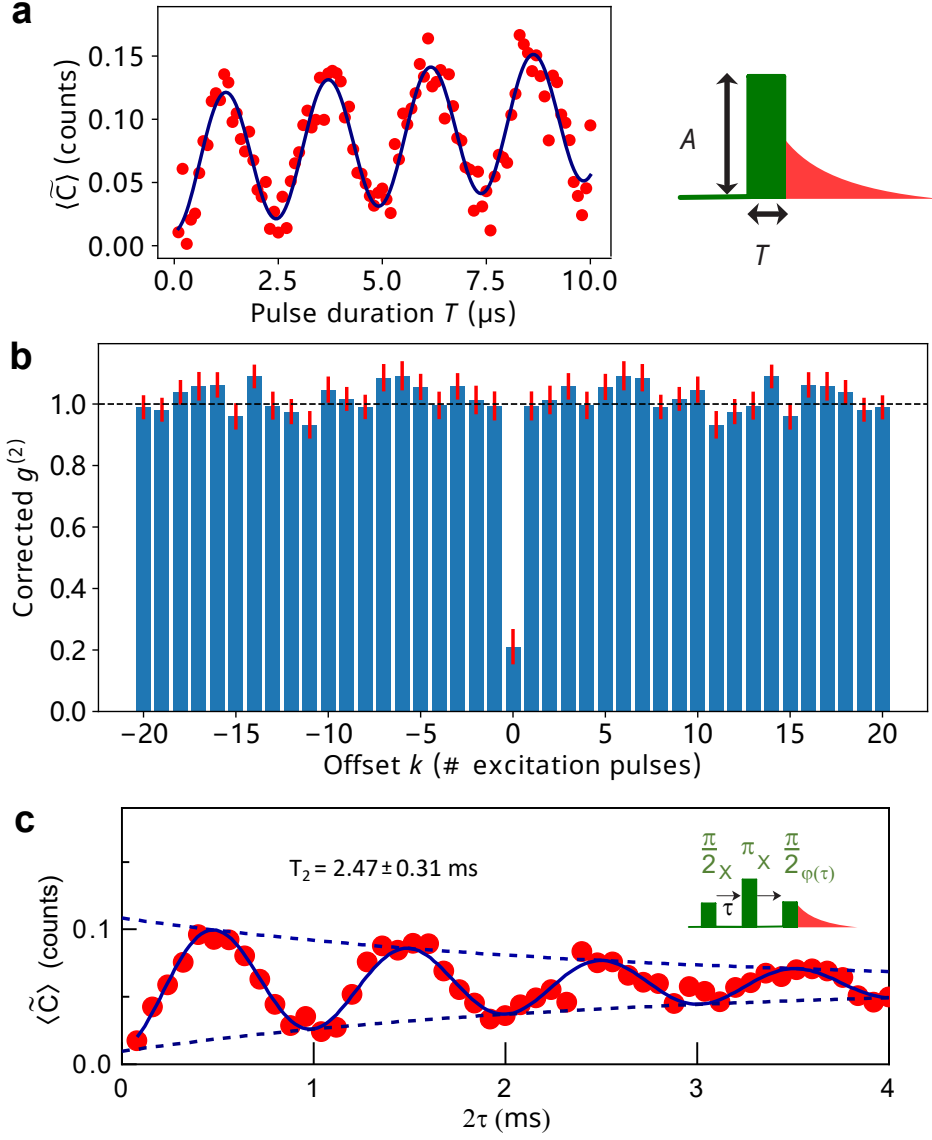 a
0.15
0.10
0.05
0.00
⟨C̃⟩ (counts)
0.0 2.5 5.0 7.5 10.0
Pulse duration T (μs)
A
T
b
1.0
0.8
0.6
0.4
0.2
0.0
Corrected g⁽²⁾
−20 −15 −10 −5 0 5 10 15 20
Offset k (# excitation pulses)
c
T₂ = 2.47 ± 0.31 ms
π/2 X π X π/2 φ(τ)
τ
0.1
0.0
⟨C̃⟩ (counts)
0 1 2 3 4
2τ (ms)